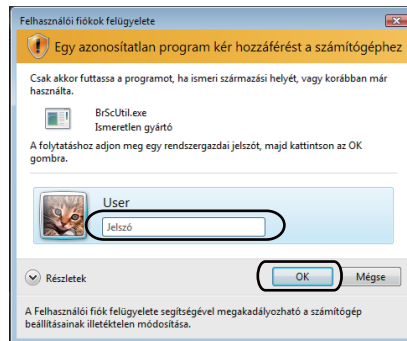 Felhasználói fiókok felügyelete
Egy azonosítatlan program kér hozzáférést a számítógéphez
Csak akkor futtassa a programot, ha ismeri származási helyét, vagy korábban már
használta.
BrScUtil.exe
Ismeretlen gyártó
A folytatáshoz adjon meg egy rendszergazdai jelszót, majd kattintson az OK
gombra.
User
Jelszó
Részletek
OK
Mégse
A Felhasználói fiók felügyelete segítségével megakadályozható a számítógép
beállításainak illetéktelen módosítása.